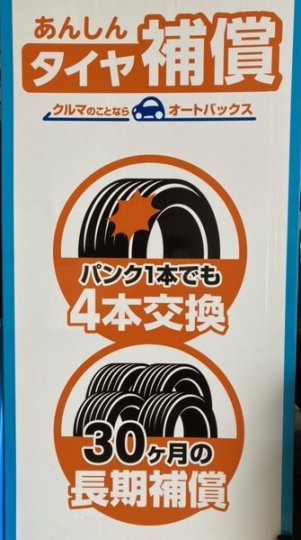 あんしん
タイヤ補償
クルマのことなら オートバックス
パンク1本でも
4本交換
30ヶ月の
長期補償